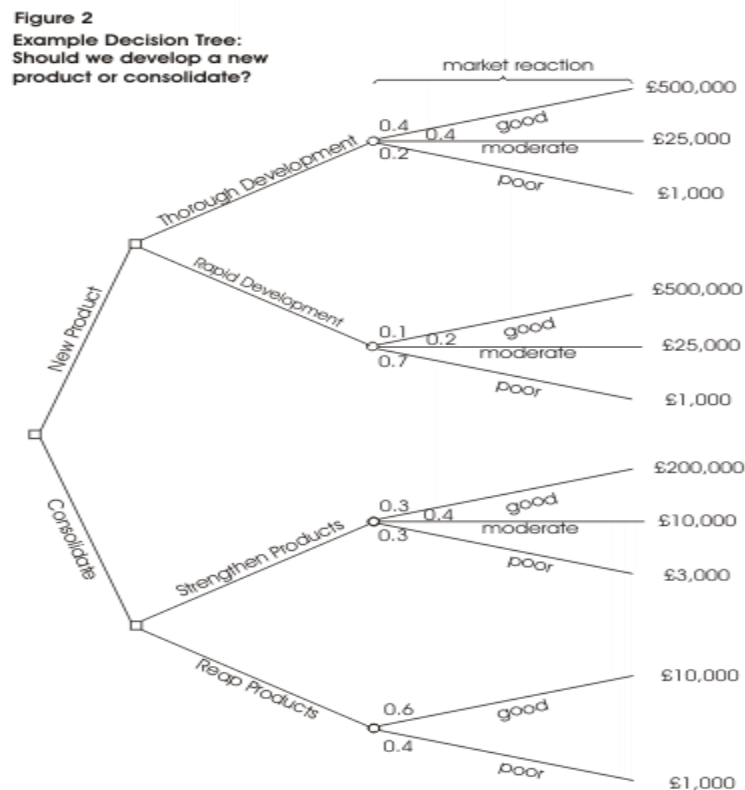 Figure 2
Example Decision Tree:
Should we develop a new
product or consolidate?
market reaction
£500,000
0.4
good
Thorough Development
0.4
£25,000
moderate
0.2
poor
£1,000
Rapid Development
£500,000
New Product
0.1
good
0.2
£25,000
moderate
0.7
poor
£1,000
£200,000
0.3
good
0.4
£10,000
Consolidate
Strengthen Products
moderate
0.3
poor
£3,000
Reap Products
£10,000
0.6
good
0.4
poor
£1,000